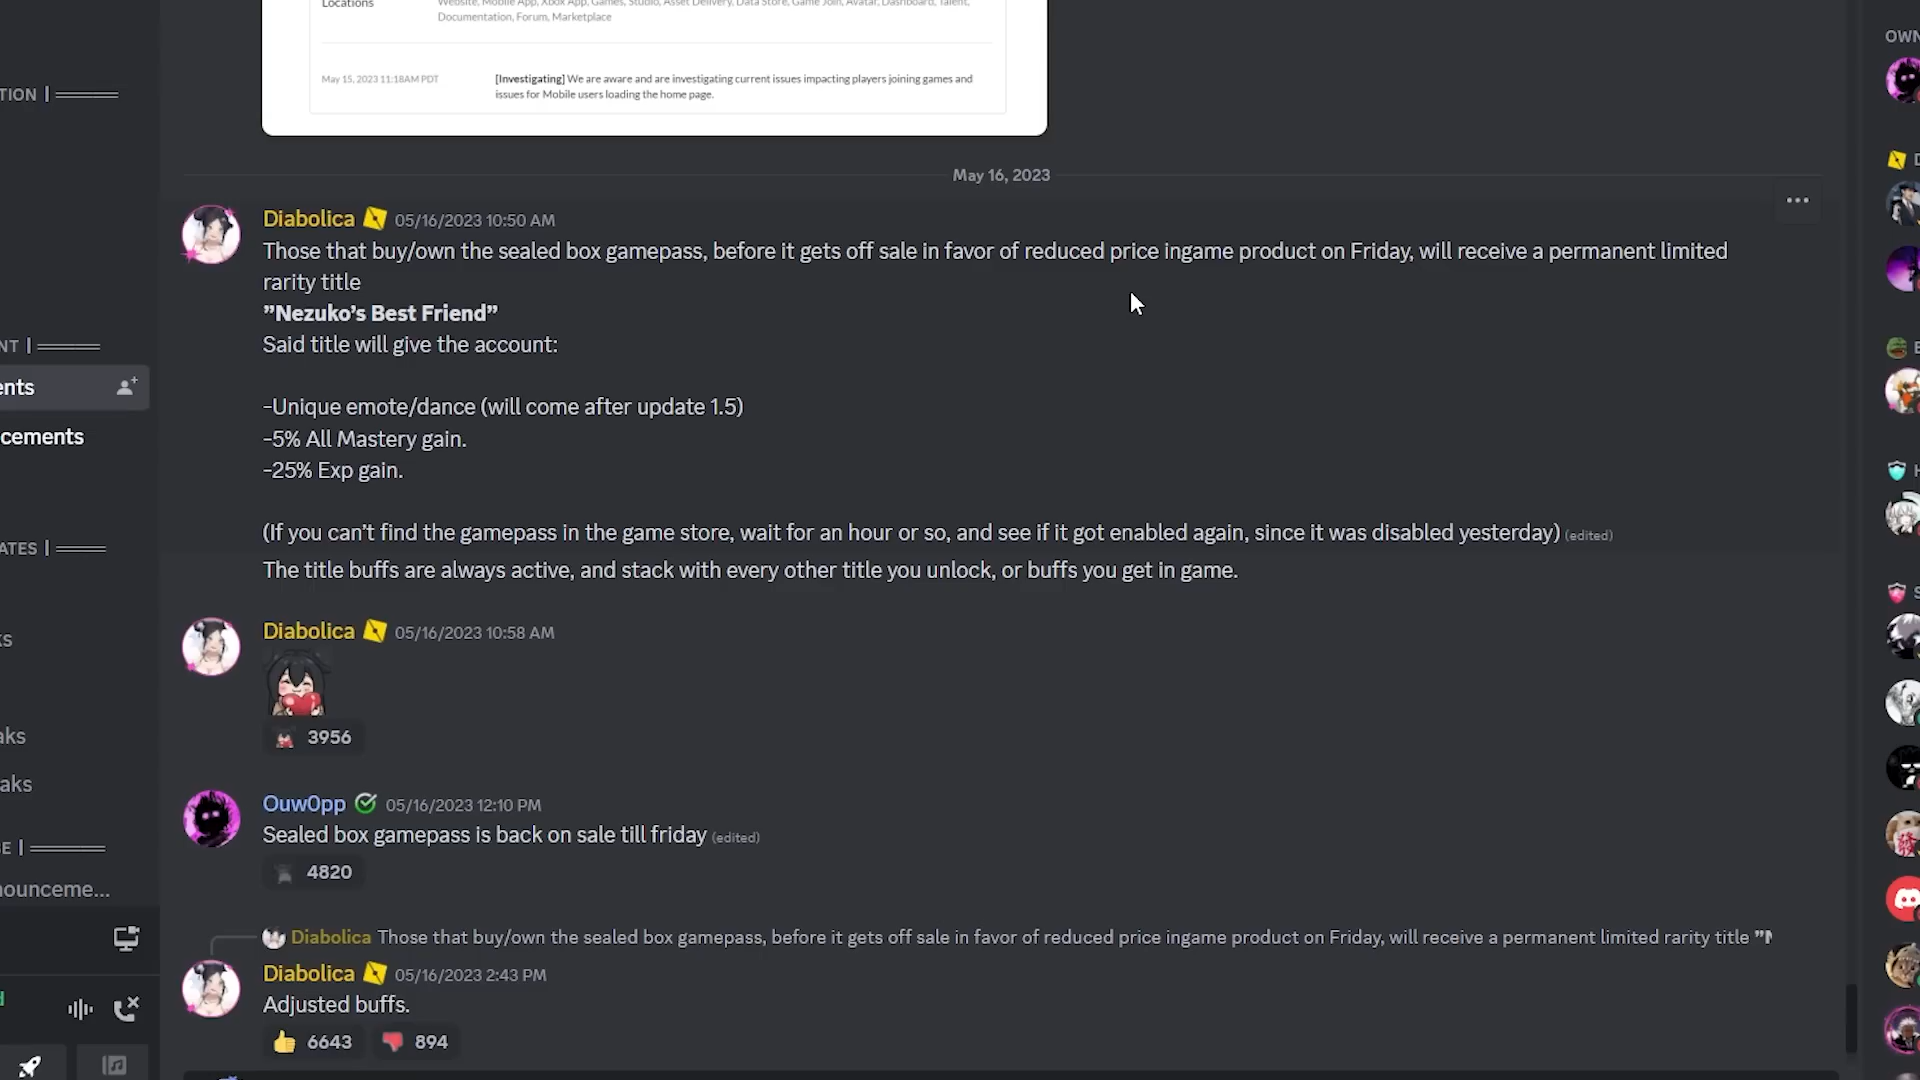 Locations
Website, Mobile App, Xbox App, Games, Studio, Asset Delivery, Data Store, Game Join, Avatar, Dashboard, Talent,
Documentation, Forum, Marketplace
May 15, 2023 11:18AM PDT
[Investigating] We are aware and are investigating current issues impacting players joining games and
issues for Mobile users loading the home page.
May 16, 2023
Diabolica 05/16/2023 10:50 AM
Those that buy/own the sealed box gamepass, before it gets off sale in favor of reduced price ingame product on Friday, will receive a permanent limited
rarity title
”Nezuko’s Best Friend”
Said title will give the account:
-Unique emote/dance (will come after update 1.5)
-5% All Mastery gain.
-25% Exp gain.
(If you can’t find the gamepass in the game store, wait for an hour or so, and see if it got enabled again, since it was disabled yesterday) (edited)
The title buffs are always active, and stack with every other title you unlock, or buffs you get in game.
Diabolica 05/16/2023 10:58 AM
3956
Ouw0pp 05/16/2023 12:10 PM
Sealed box gamepass is back on sale till friday (edited)
4820
Diabolica Those that buy/own the sealed box gamepass, before it gets off sale in favor of reduced price ingame product on Friday, will receive a permanent limited rarity title ”N
Diabolica 05/16/2023 2:43 PM
Adjusted buffs.
6643 894
TION |
NT |
ents
cements
ATES |
ks
aks
aks
E |
nounceme...
d
OWN